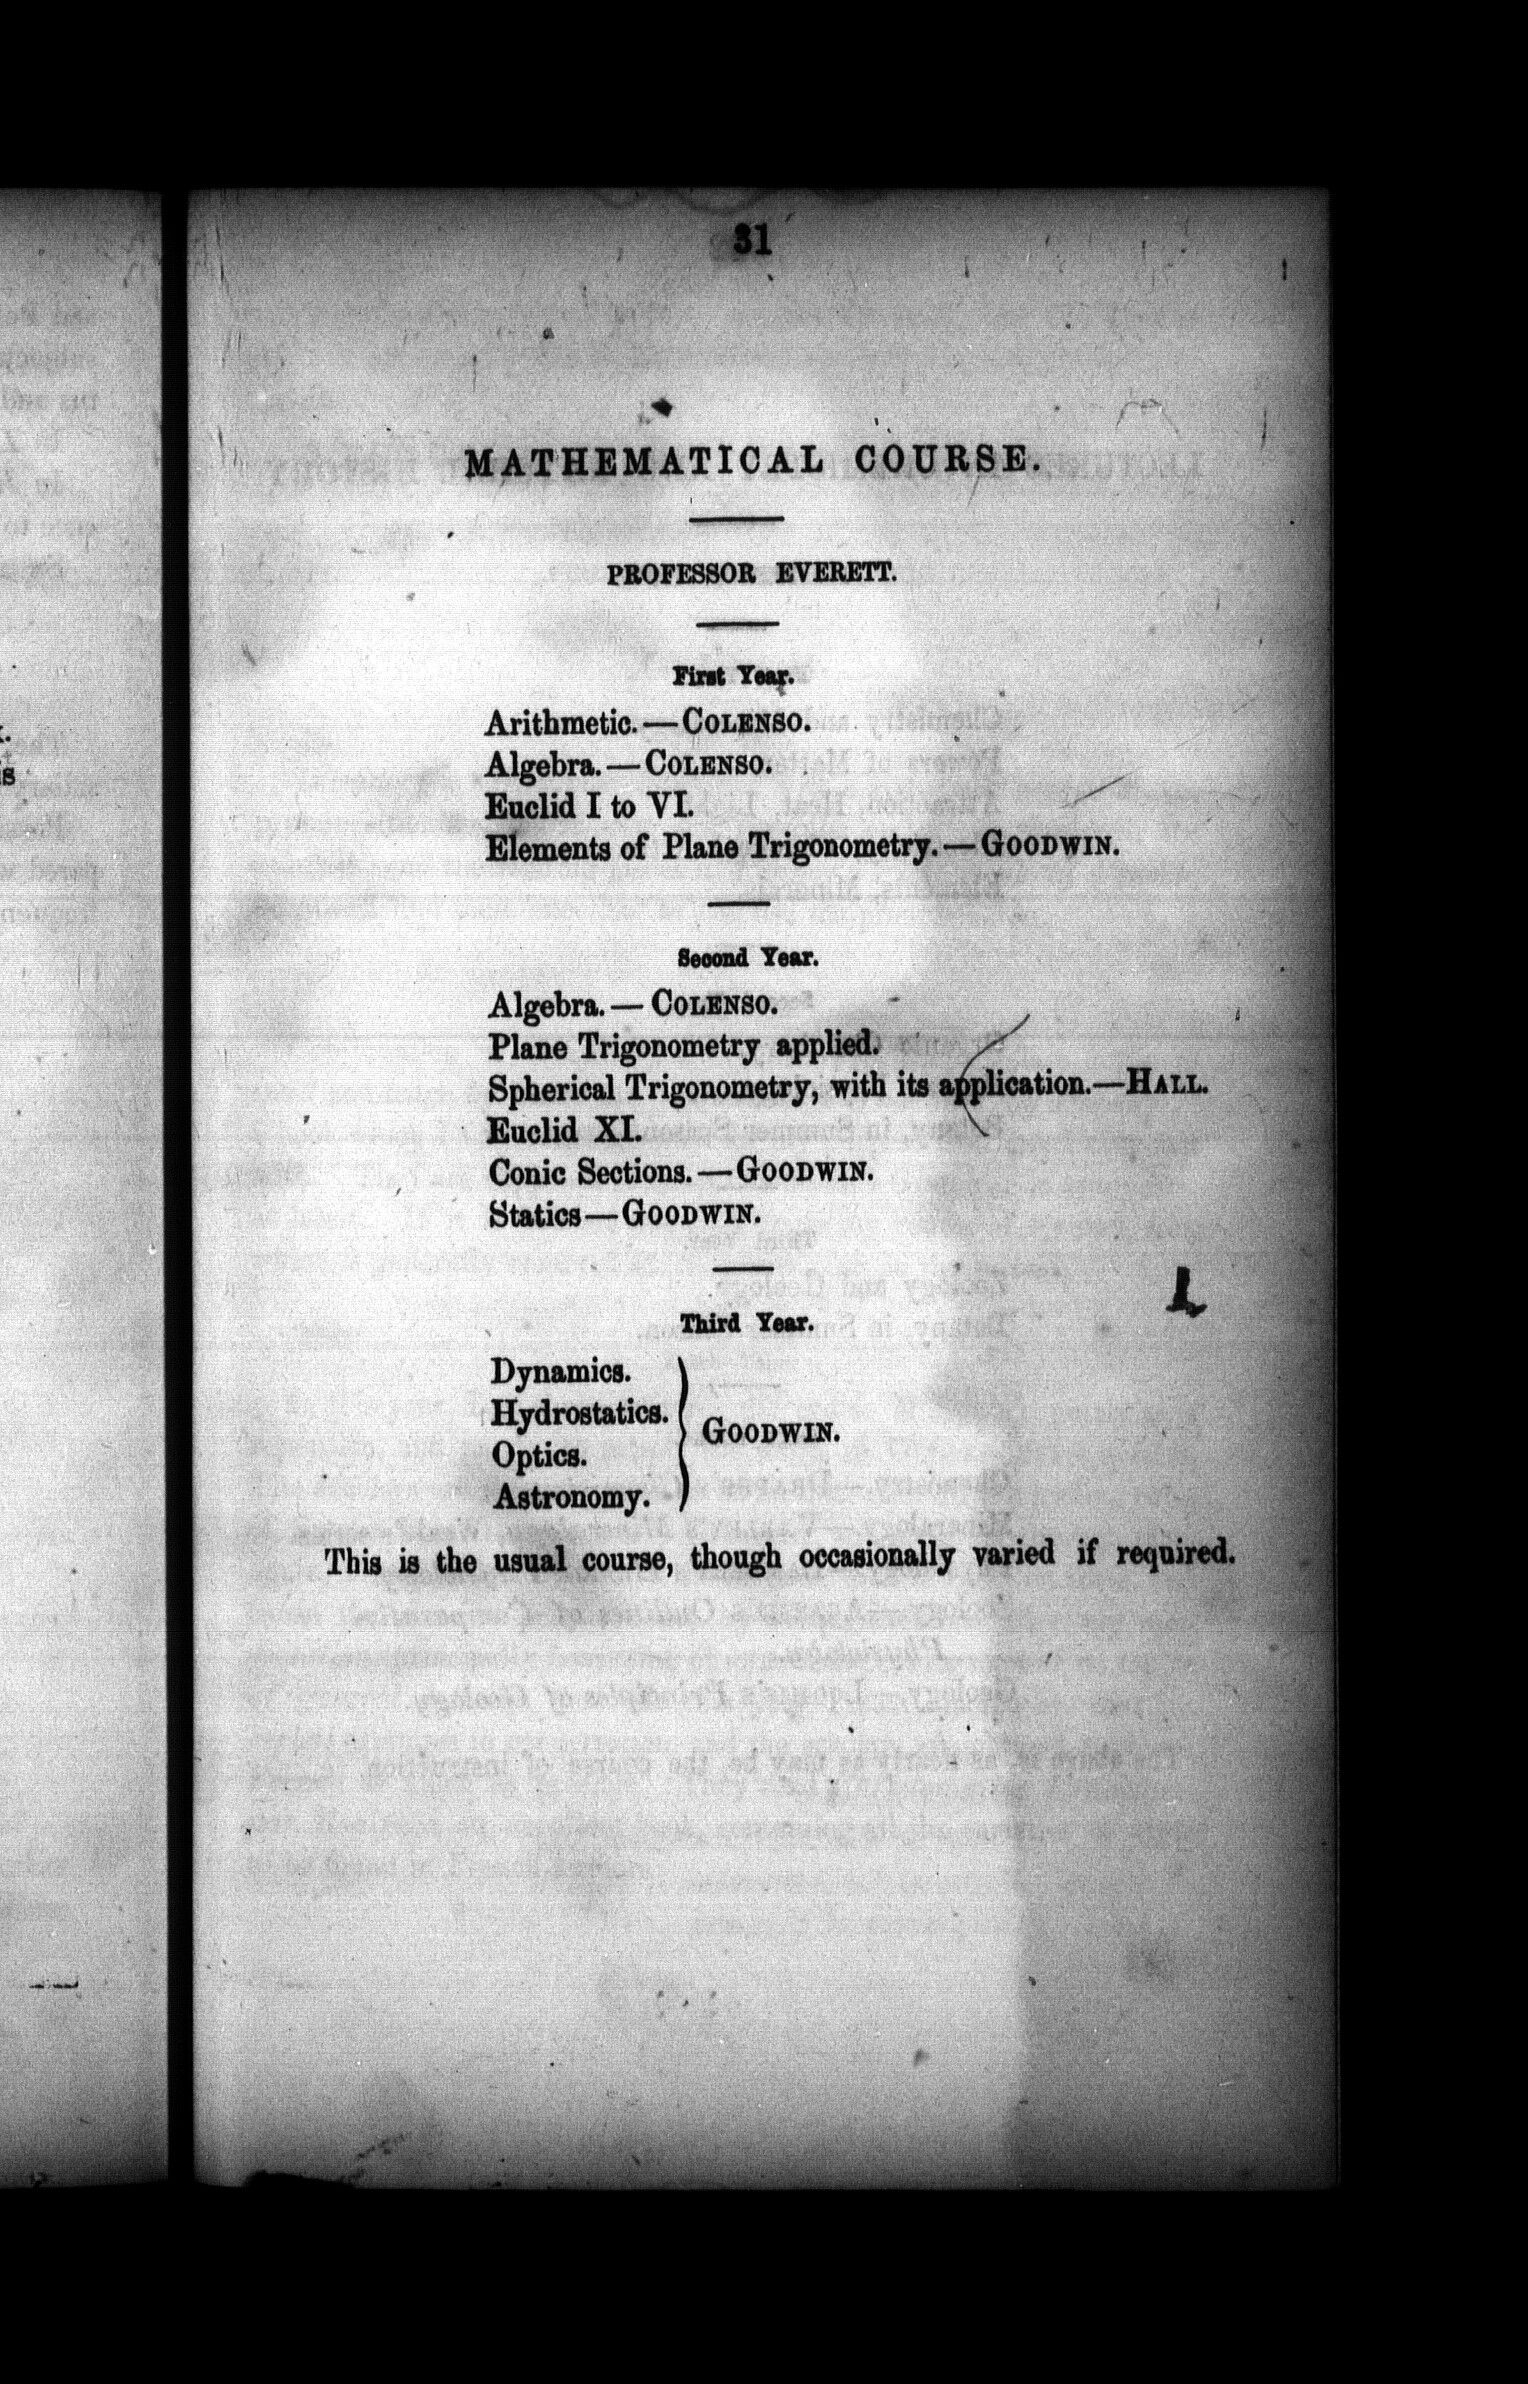 31
MATHEMATICAL COURSE.
PROFESSOR EVERETT.
First Year.
Arithmetic.—COLENSO.
Algebra.—COLENSO.
Euclid I to VI.
Elements of Plane Trigonometry.—GOODWIN.
Second Year.
Algebra.—COLENSO.
Plane Trigonometry applied.
Spherical Trigonometry, with its application.—HALL.
Euclid XI.
Conic Sections.—GOODWIN.
Statics—GOODWIN.
Third Year.
Dynamics.
Hydrostatics.
Optics.
Astronomy.
GOODWIN.
This is the usual course, though occasionally varied if required.